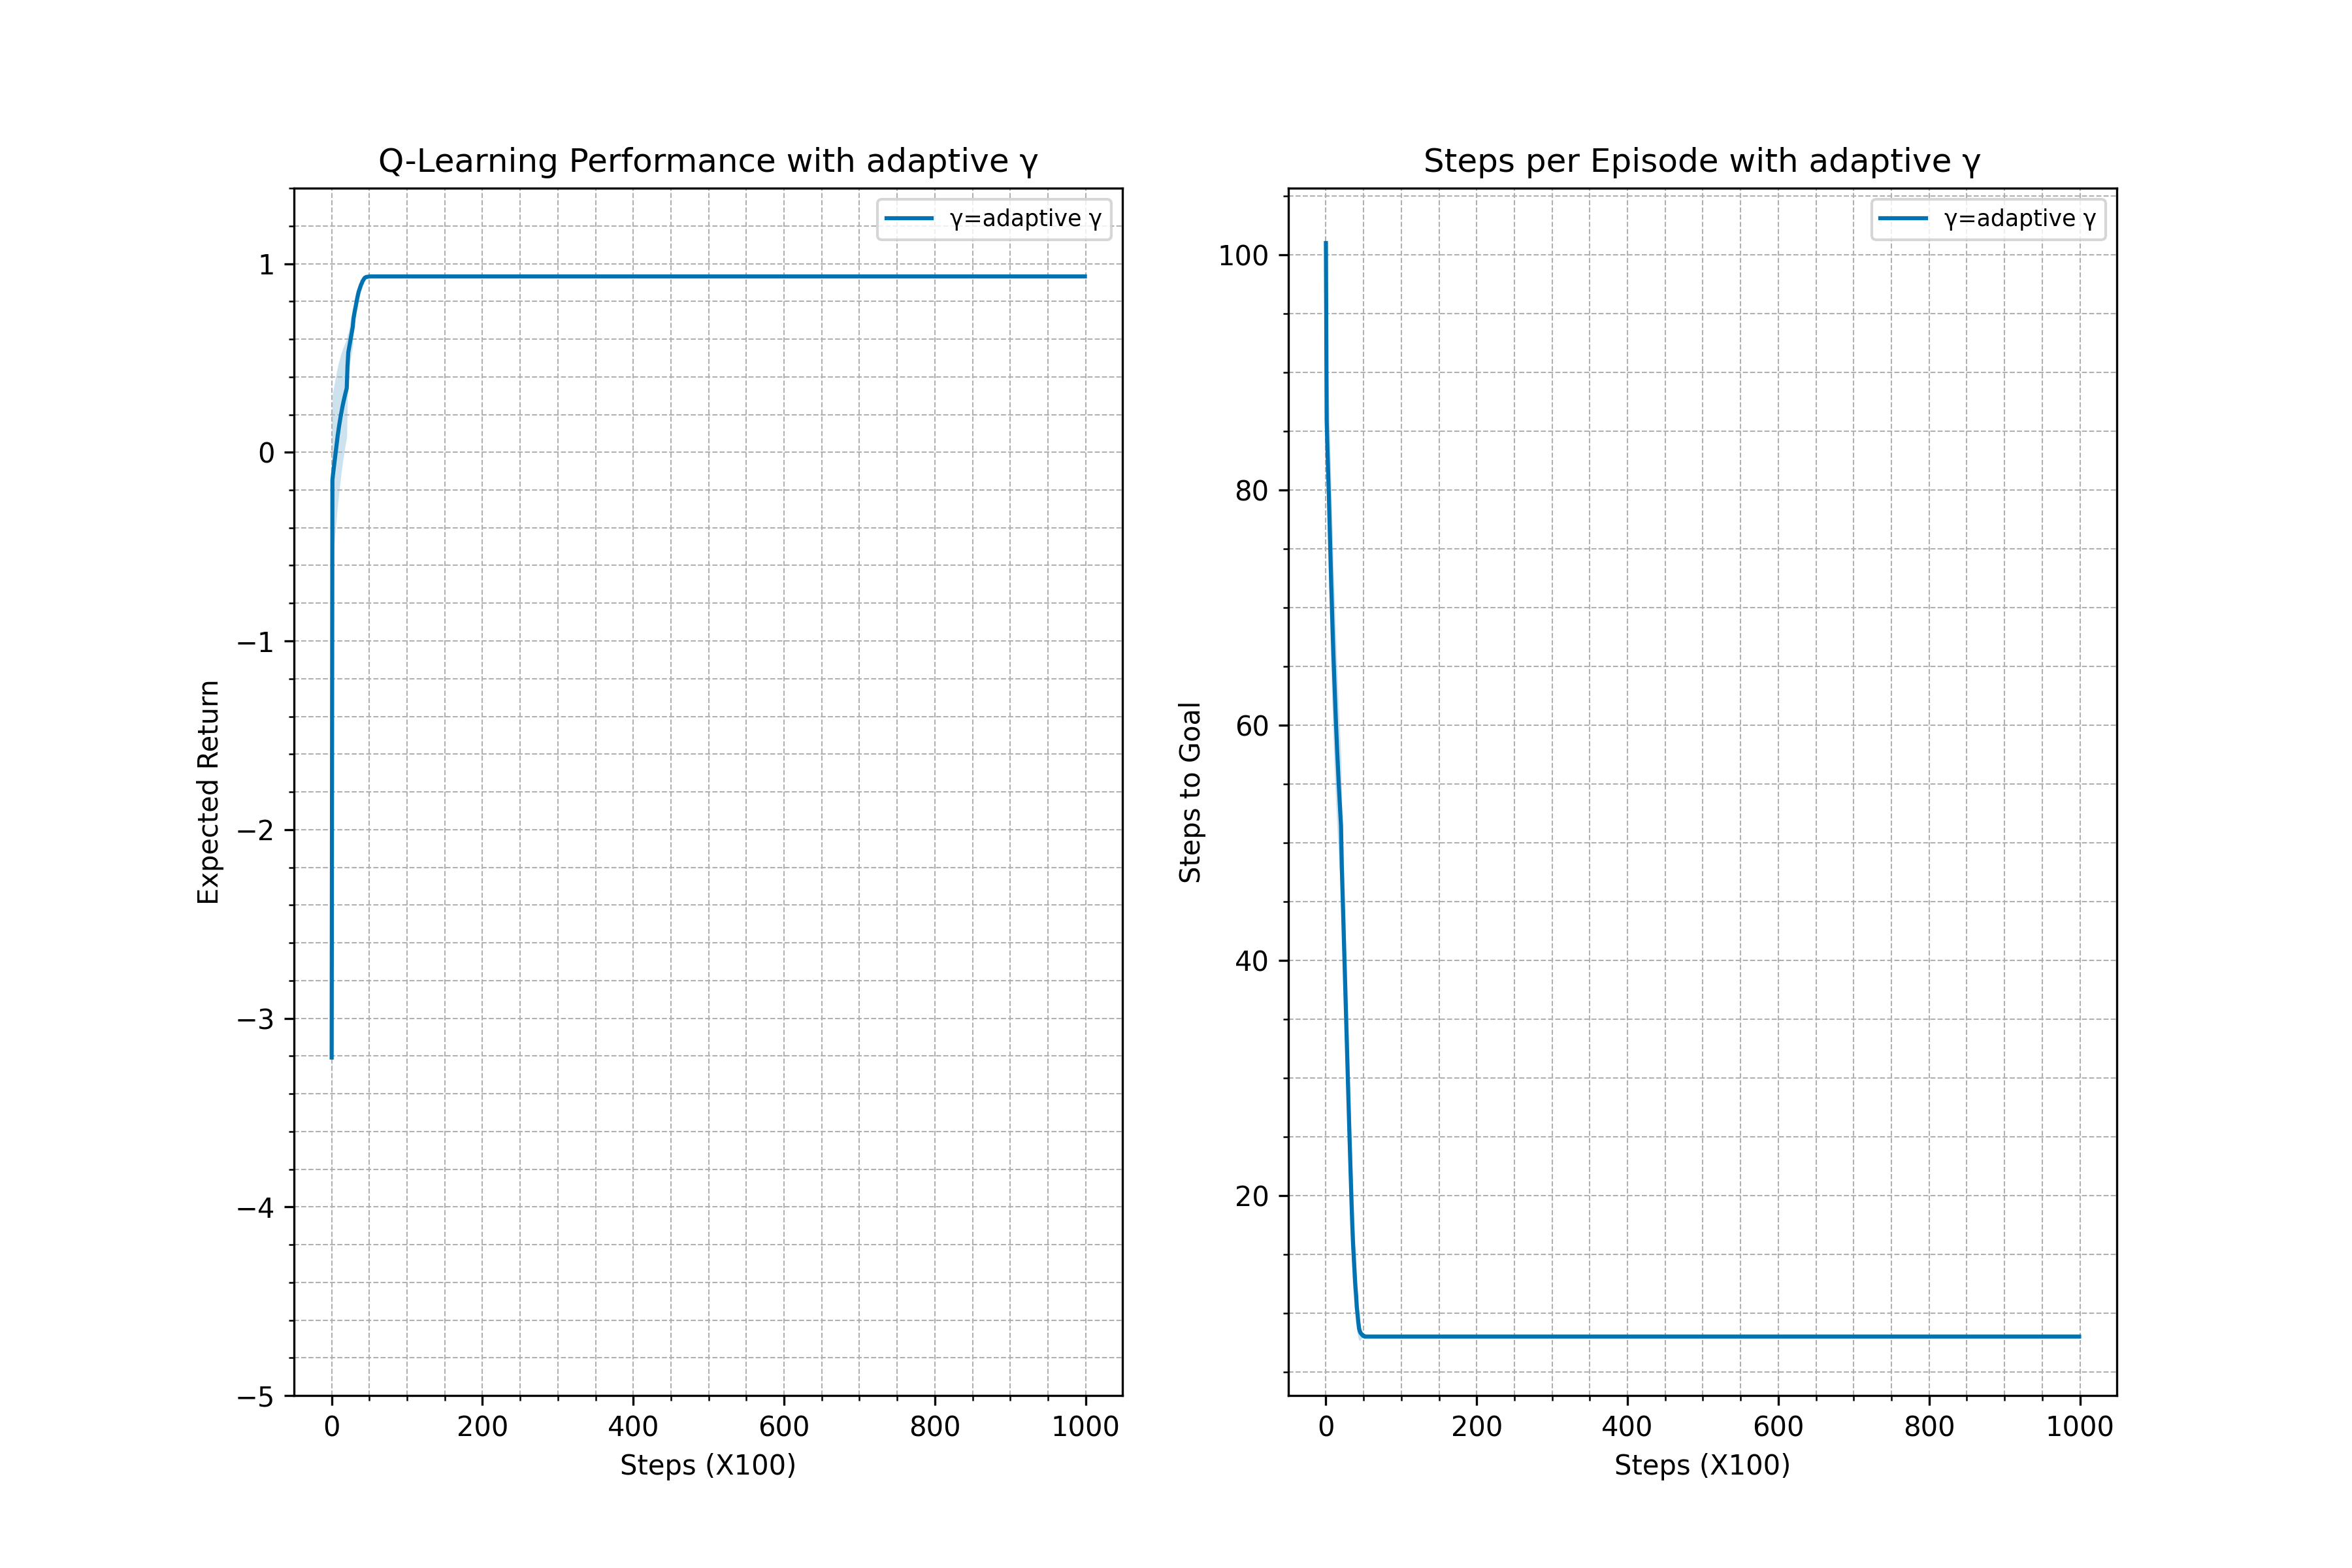 Q-Learning Performance with adaptive γ
γ=adaptive γ
Expected Return
1
0
−1
−2
−3
−4
−5
0 200 400 600 800 1000
Steps (X100)
Steps per Episode with adaptive γ
γ=adaptive γ
Steps to Goal
100
80
60
40
20
0 200 400 600 800 1000
Steps (X100)